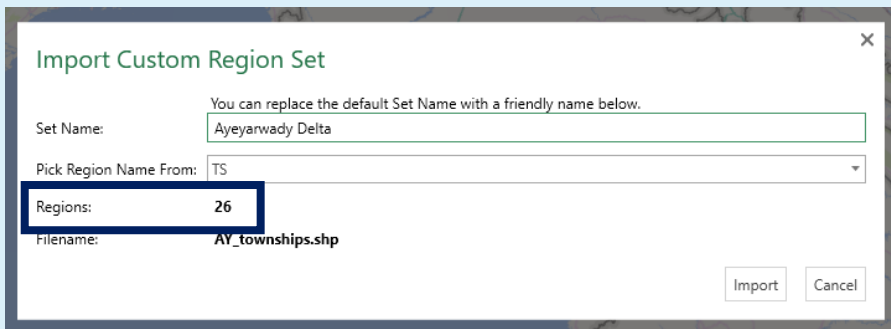 Import Custom Region Set
You can replace the default Set Name with a friendly name below.
Set Name: Ayeyarwady Delta
Pick Region Name From: TS
Regions: 26
Filename: AY_townships.shp
Import Cancel